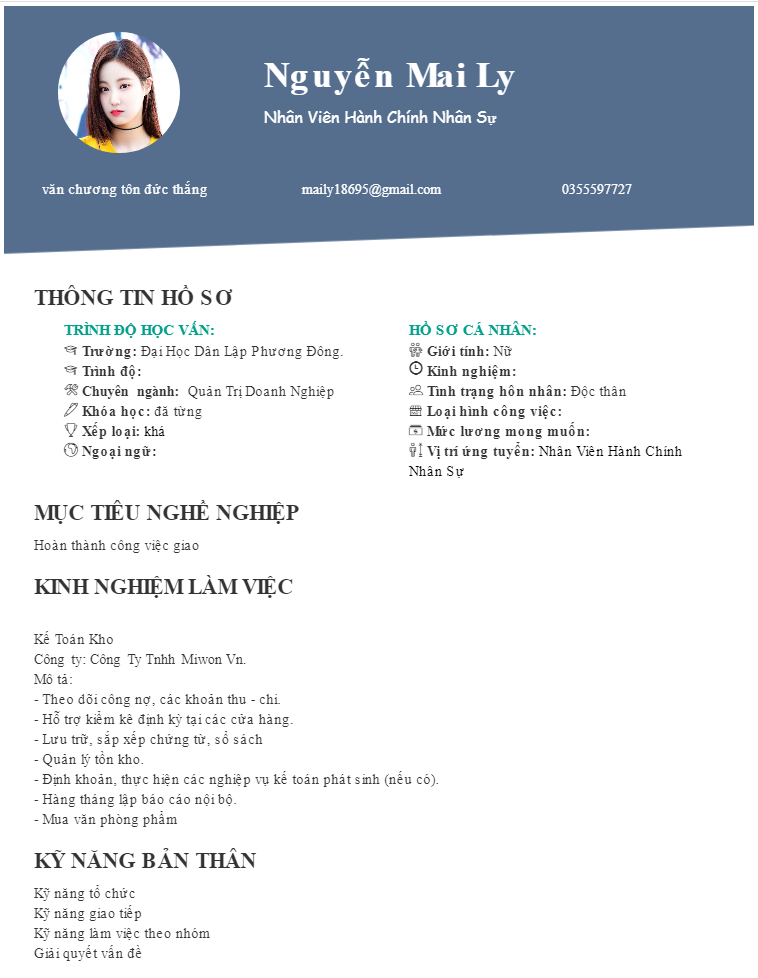 Nguyễn Mai Ly
Nhân Viên Hành Chính Nhân Sự
văn chương tôn đức thắng
maily18695@gmail.com
0355597727
THÔNG TIN HỒ SƠ
TRÌNH ĐỘ HỌC VẤN:
Trường: Đại Học Dân Lập Phương Đông.
Trình độ:
Chuyên ngành: Quản Trị Doanh Nghiệp
Khóa học: đã từng
Xếp loại: khá
Ngoại ngữ:
HỒ SƠ CÁ NHÂN:
Giới tính: Nữ
Kinh nghiệm:
Tình trạng hôn nhân: Độc thân
Loại hình công việc:
Mức lương mong muốn:
Vị trí ứng tuyển: Nhân Viên Hành Chính
Nhân Sự
MỤC TIÊU NGHỀ NGHIỆP
Hoàn thành công việc giao
KINH NGHIỆM LÀM VIỆC
Kế Toán Kho
Công ty: Công Ty Tnhh Miwon Vn.
Mô tả:
- Theo dõi công nợ, các khoản thu - chi.
- Hỗ trợ kiểm kê định kỳ tại các cửa hàng.
- Lưu trữ, sắp xếp chứng từ, sổ sách
- Quản lý tồn kho.
- Định khoản, thực hiện các nghiệp vụ kế toán phát sinh (nếu có).
- Hàng tháng lập báo cáo nội bộ.
- Mua văn phòng phẩm
KỸ NĂNG BẢN THÂN
Kỹ năng tổ chức
Kỹ năng giao tiếp
Kỹ năng làm việc theo nhóm
Giải quyết vấn đề